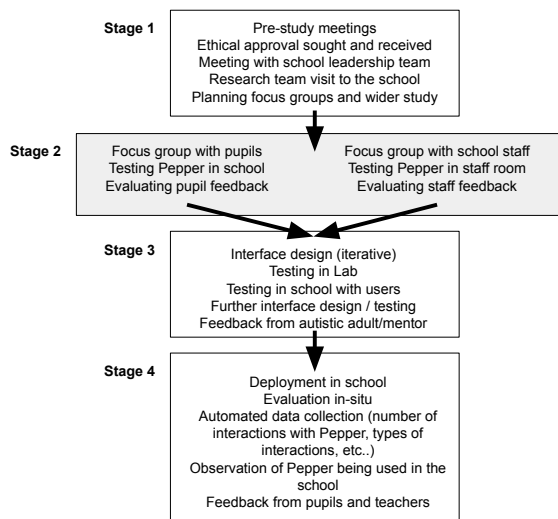 Stage 1
Pre-study meetings
Ethical approval sought and received
Meeting with school leadership team
Research team visit to the school
Planning focus groups and wider study
Stage 2
Focus group with pupils
Testing Pepper in school
Evaluating pupil feedback
Focus group with school staff
Testing Pepper in staff room
Evaluating staff feedback
Stage 3
Interface design (iterative)
Testing in Lab
Testing in school with users
Further interface design / testing
Feedback from autistic adult/mentor
Stage 4
Deployment in school
Evaluation in-situ
Automated data collection (number of
interactions with Pepper, types of
interactions, etc..)
Observation of Pepper being used in the
school
Feedback from pupils and teachers